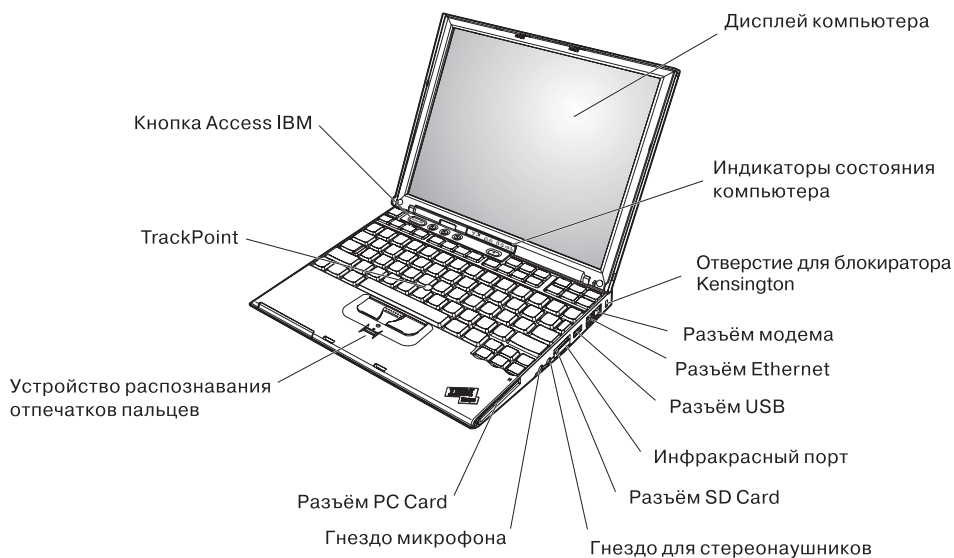 Дисплей компьютера
Кнопка Access IBM
Индикаторы состояния
компьютера
TrackPoint
Отверстие для блокиратора
Kensington
Разъём модема
Разъём Ethernet
Устройство распознавания
отпечатков пальцев
Разъём USB
Инфракрасный порт
Разъём PC Card
Разъём SD Card
Гнездо микрофона
Гнездо для стереонаушников
IBM